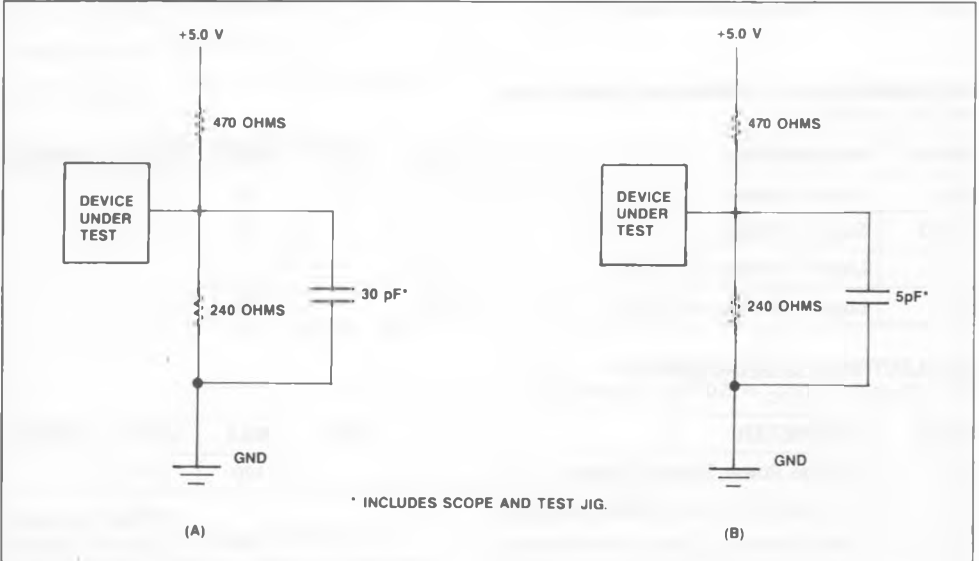 +5.0 V
470 OHMS
DEVICE
UNDER
TEST
30 pF*
240 OHMS
GND
(A)
+5.0 V
470 OHMS
DEVICE
UNDER
TEST
5pF*
240 OHMS
GND
(B)
* INCLUDES SCOPE AND TEST JIG.